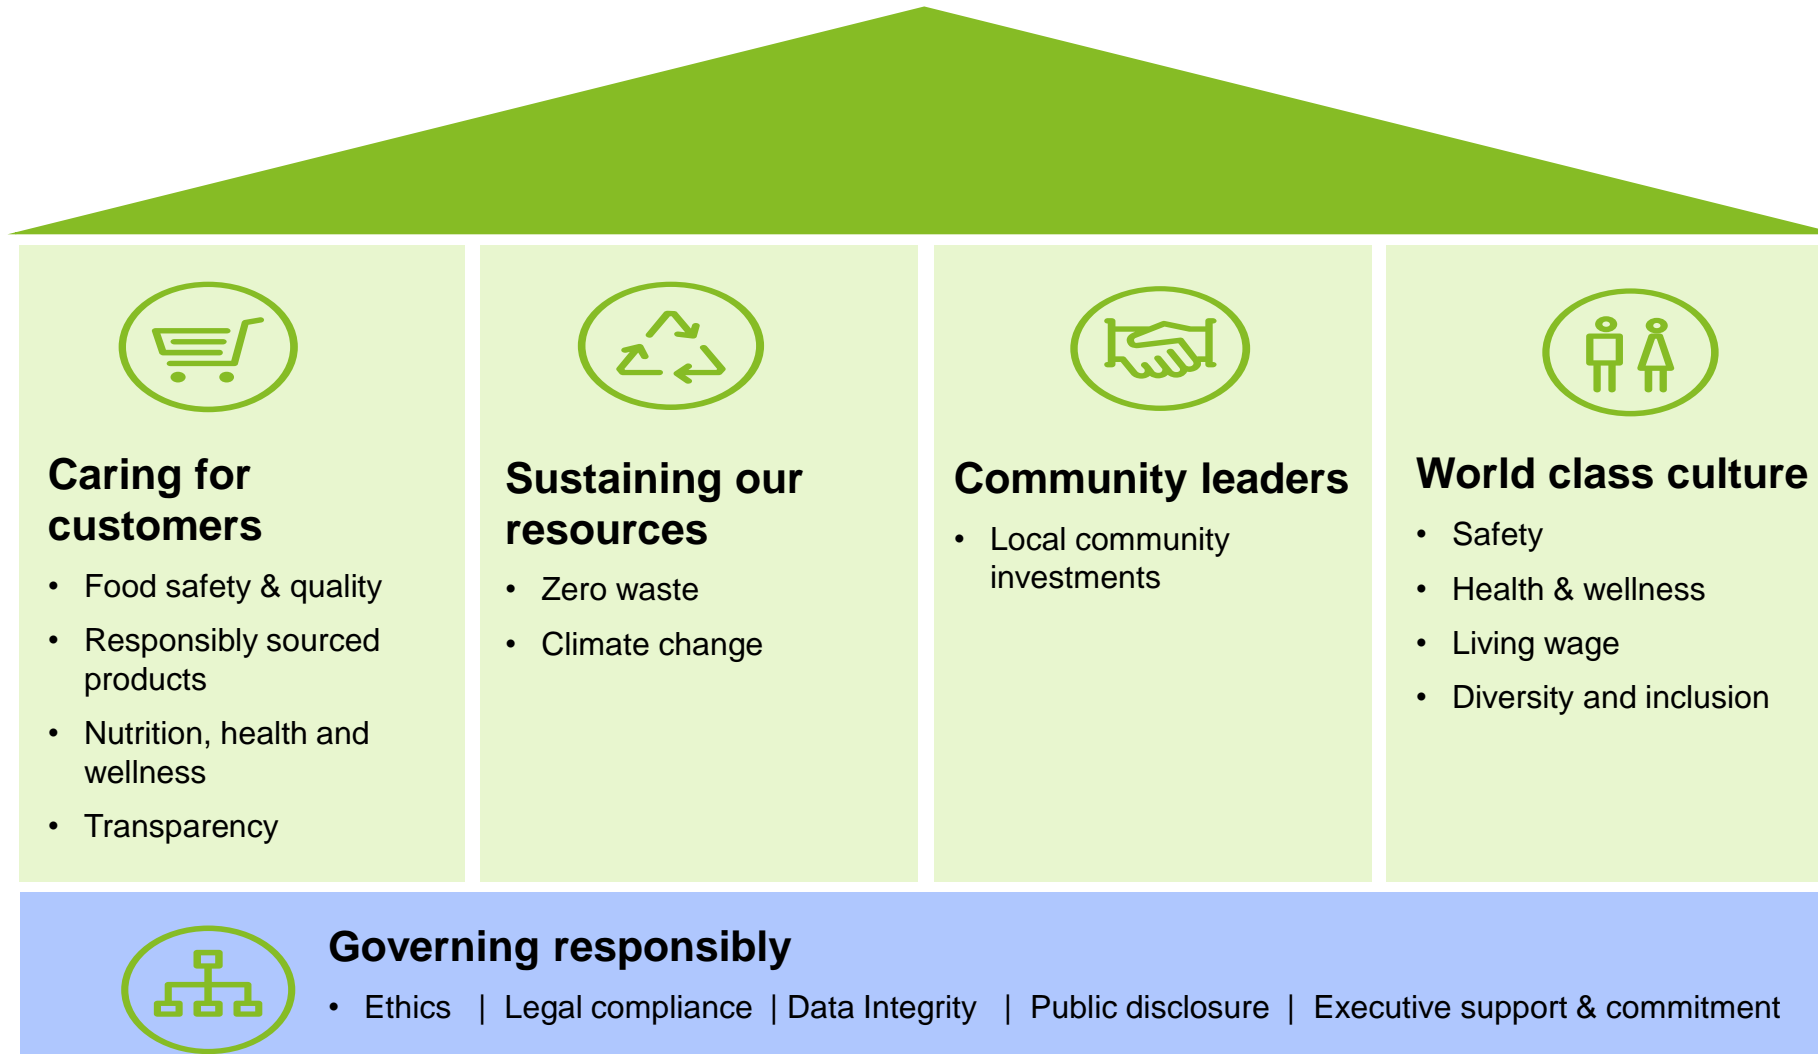 Caring for
customers
• Food safety & quality
• Responsibly sourced
products
• Nutrition, health and
wellness
• Transparency
Sustaining our
resources
• Zero waste
• Climate change
Community leaders
• Local community
investments
World class culture
• Safety
• Health & wellness
• Living wage
• Diversity and inclusion
Governing responsibly
• Ethics | Legal compliance | Data Integrity | Public disclosure | Executive support & commitment